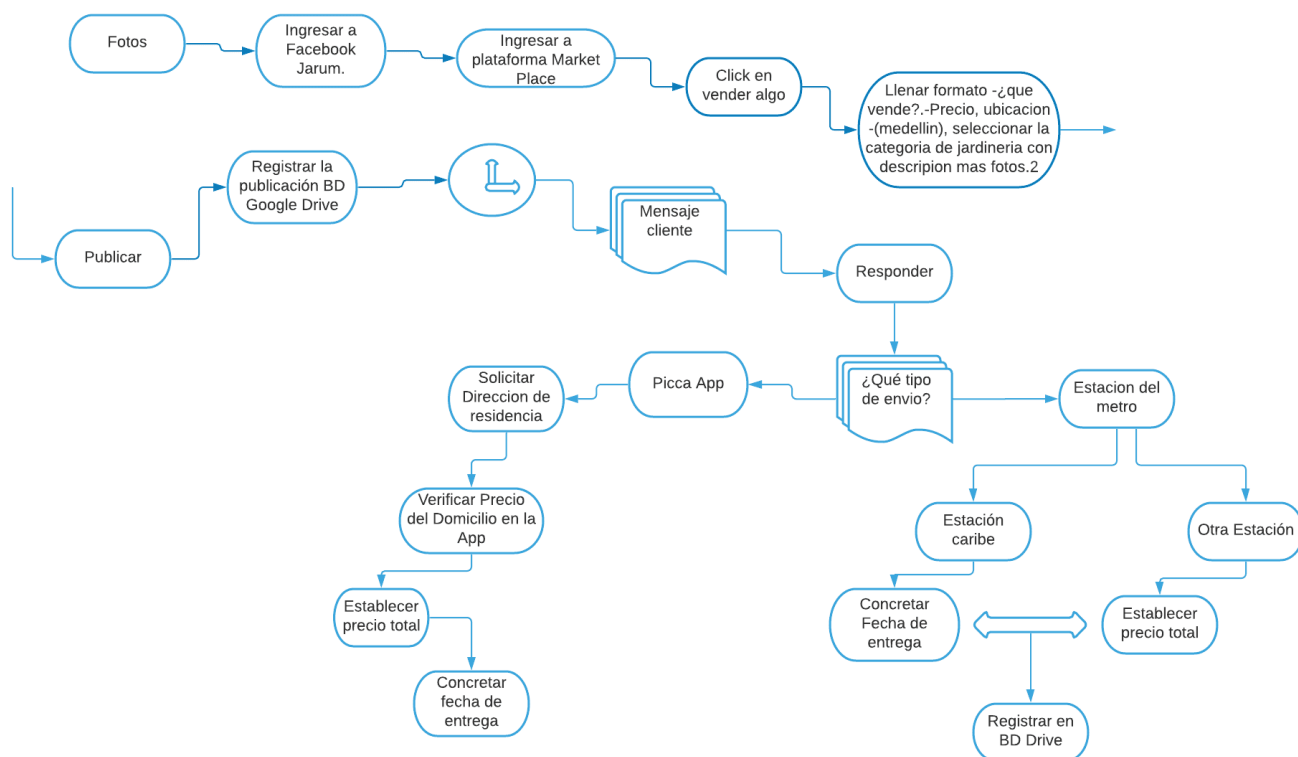 Fotos
Ingresar a
Facebook
Jarum.
Ingresar a
plataforma Market
Place
Click en
vender algo
Llenar formato -¿que
vende?.-Precio, ubicacion
-(medellin), seleccionar la
categoria de jardineria con
descripion mas fotos.2
Publicar
Registrar la
publicación BD
Google Drive
Mensaje
cliente
Responder
¿Qué tipo
de envio?
Picca App
Solicitar
Direccion de
residencia
Verificar Precio
del Domicilio en la
App
Establecer
precio total
Concretar
fecha de
entrega
Estacion del
metro
Estación
caribe
Otra Estación
Concretar
Fecha de
entrega
Establecer
precio total
Registrar en
BD Drive